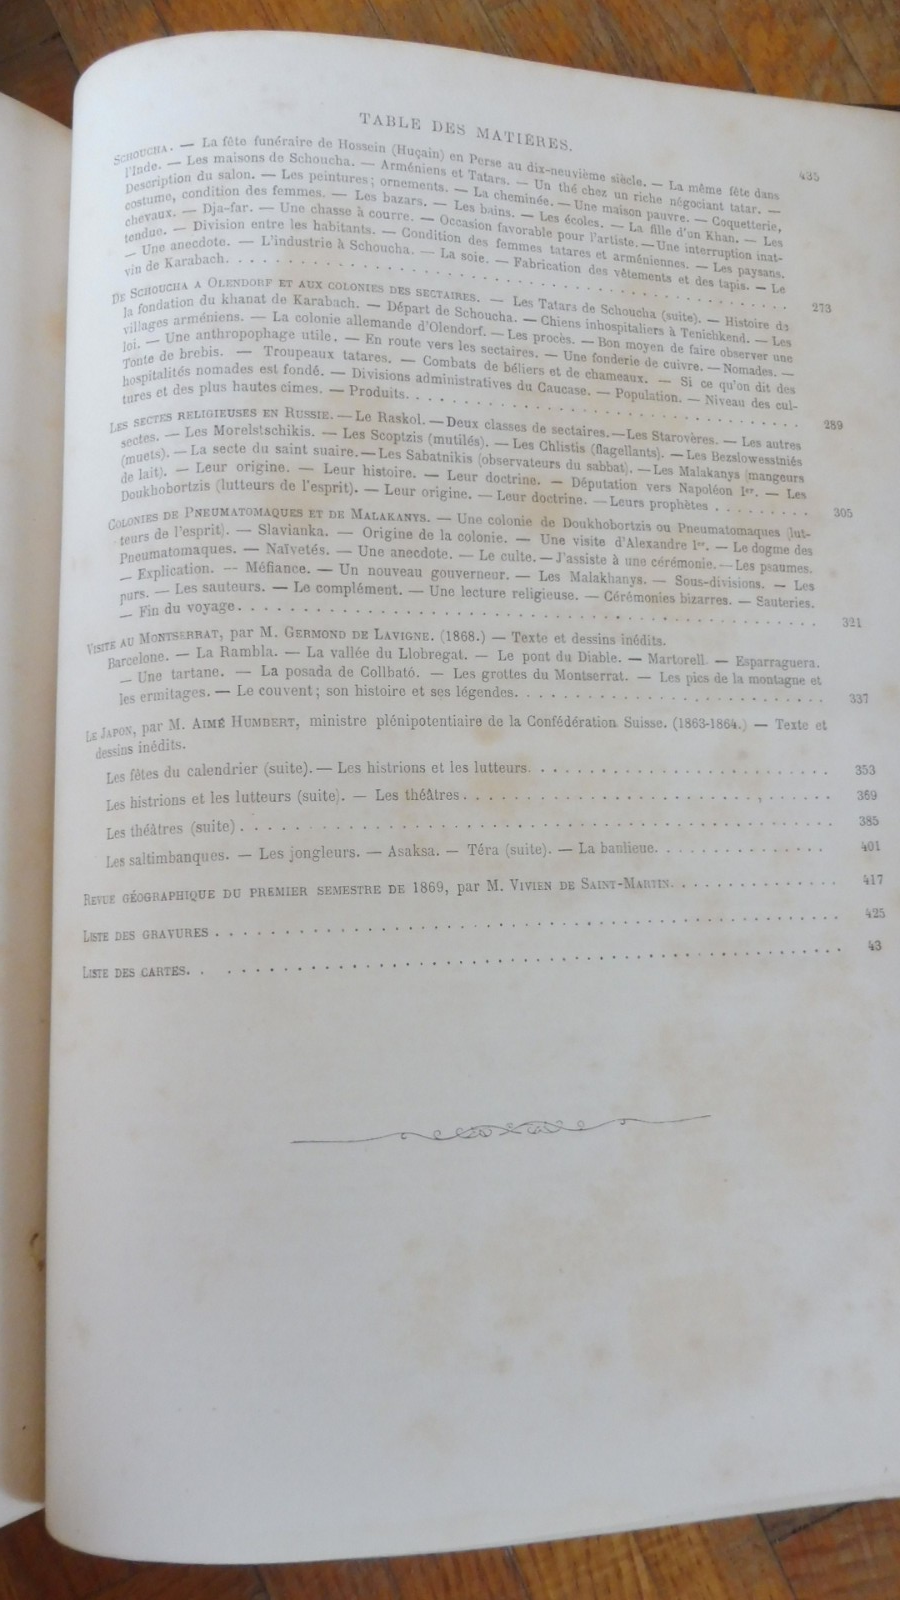 TABLE DES MATIÈRES.
435
SCHOUCHA. — La fête funéraire de Hossein (Huçain) en Perse au dix-neuvième siècle. — La même fête dans
l'Inde. — Les maisons de Schoucha. — Arméniens et Tatars. — Un thé chez un riche négociant tatar. —
Description du salon. — Les peintures; ornements. — La cheminée. — Une maison pauvre. — Coquetterie,
costume, condition des femmes. — Les bazars. — Les bains. — Les écoles. — La fille d'un Khan. — Les
chevaux. — Dja-far. — Une chasse à courre. — Occasion favorable pour l'artiste. — Une interruption inat-
tendue. — Division entre les habitants. — Condition des femmes tatares et arméniennes. — Les paysans.
— Une anecdote. — L'industrie à Schoucha. — La soie. — Fabrication des vêtements et des tapis. — Le
vin de Karabach. 273
DE SCHOUCHA A OLENDORF ET AUX COLONIES DES SECTAIRES. — Les Tatars de Schoucha (suite). — Histoire de
la fondation du khanat de Karabach. — Départ de Schoucha. — Chiens inhospitaliers à Tenichkend. — Les
villages arméniens. — La colonie allemande d'Olendorf. — Les procès. — Bon moyen de faire observer une
loi. — Une anthropophage utile. — En route vers les sectaires. — Une fonderie de cuivre. — Nomades. —
Tonte de brebis. — Troupeaux tatares. — Combats de béliers et de chameaux. — Si ce qu'on dit des
hospitalités nomades est fondé. — Divisions administratives du Caucase. — Population. — Niveau des cul-
tures et des plus hautes cimes. — Produits. 289
LES SECTES RELIGIEUSES EN RUSSIE. — Le Raskol. — Deux classes de sectaires. — Les Starovères. — Les autres
sectes. — Les Morelstschikis. — Les Scoptzis (mutilés). — Les Chlistis (flagellants). — Les Bezslowesstniés
(muets). — La secte du saint suaire. — Les Sabatnikis (observateurs du sabbat). — Les Malakanys (mangeurs
de lait). — Leur origine. — Leur histoire. — Leur doctrine. — Députation vers Napoléon Ier. — Les
Doukhobortzis (lutteurs de l'esprit). — Leur origine. — Leur doctrine. — Leurs prophètes 305
COLONIES DE PNEUMATOMAQUES ET DE MALAKANYS. — Une colonie de Doukhobortzis ou Pneumatomaques (lut-
teurs de l'esprit). — Slavianka. — Origine de la colonie. — Une visite d'Alexandre Ier. — Le dogme des
Pneumatomaques. — Naïvetés. — Une anecdote. — Le culte. — J'assiste à une cérémonie. — Les psaumes.
— Explication. — Méfiance. — Un nouveau gouverneur. — Les Malakhanys. — Sous-divisions. — Les
purs. — Les sauteurs. — Le complément. — Une lecture religieuse. — Cérémonies bizarres. — Sauteries.
— Fin du voyage. 321
VISITE AU MONTSERRAT, par M. GERMOND DE LAVIGNE. (1868.) — Texte et dessins inédits.
Barcelone. — La Rambla. — La vallée du Llobregat. — Le pont du Diable. — Martorell. — Esparraguera.
— Une tartane. — La posada de Collbató. — Les grottes du Montserrat. — Les pics de la montagne et
les ermitages. — Le couvent; son histoire et ses légendes. 337
LE JAPON, par M. AIMÉ HUMBERT, ministre plénipotentiaire de la Confédération Suisse. (1863-1864.) — Texte et
dessins inédits.
Les fêtes du calendrier (suite). — Les histrions et les lutteurs. 353
Les histrions et les lutteurs (suite). — Les théâtres. 369
Les théâtres (suite) 385
Les saltimbanques. — Les jongleurs. — Asaksa. — Téra (suite). — La banlieue. 401
REVUE GÉOGRAPHIQUE DU PREMIER SEMESTRE DE 1869, par M. VIVIEN DE SAINT-MARTIN. 417
LISTE DES GRAVURES 425
LISTE DES CARTES. 43